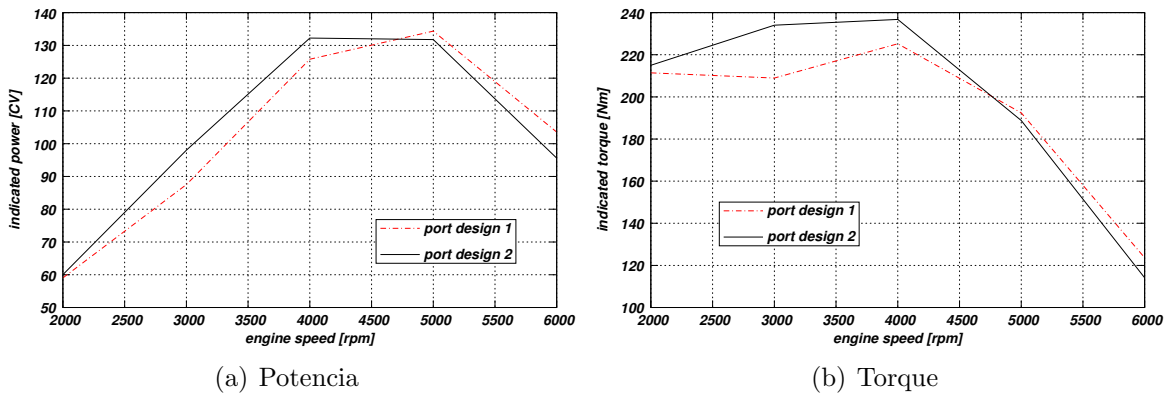 140
130
120
110
100
90
80
70
60
50
indicated power [CV]
port design 1
port design 2
2000 2500 3000 3500 4000 4500 5000 5500 6000
engine speed [rpm]
(a) Potencia
240
220
200
180
160
140
120
100
indicated torque [Nm]
port design 1
port design 2
2000 2500 3000 3500 4000 4500 5000 5500 6000
engine speed [rpm]
(b) Torque